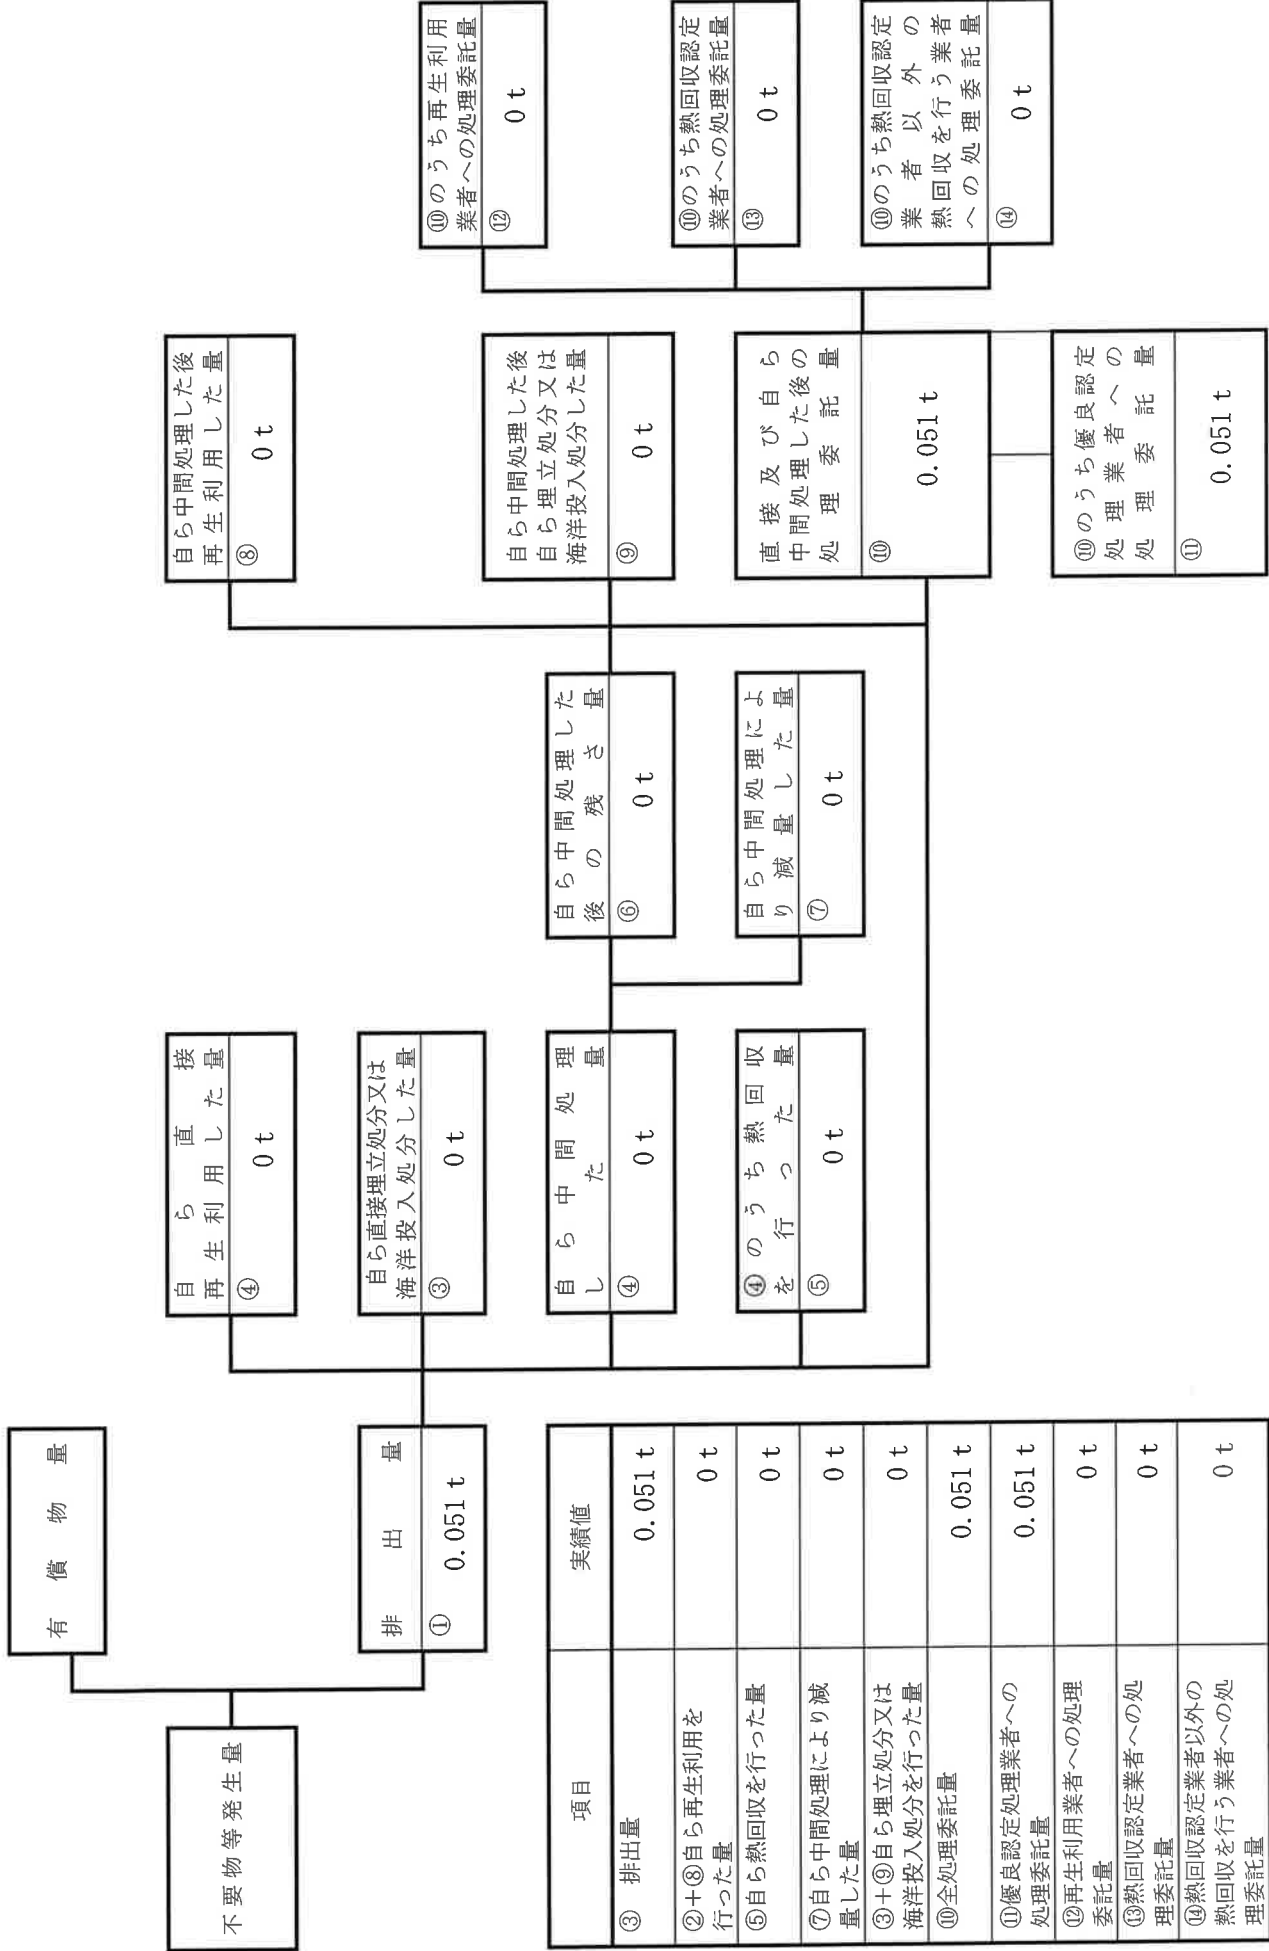 不要物等発生量
有償物量
排出量
① 0.051 t
自ら直接
再生利用した量
④ 0 t
自ら直接埋立処分又は
海洋投入処分した量
③ 0 t
自ら中間処理
した量
④ 0 t
④のうち熱回収
を行った量
⑤ 0 t
自ら中間処理した
後の残さ量
⑥ 0 t
自ら中間処理によ
り減量した量
⑦ 0 t
自ら中間処理した後
再生利用した量
⑧ 0 t
自ら中間処理した後
自ら埋立処分又は
海洋投入処分した量
⑨ 0 t
直接及び自ら
中間処理した後の
処理委託量
⑩ 0.051 t
⑩のうち優良認定
処理業者への
処理委託量
⑪ 0.051 t
⑩のうち再生利用
業者への処理委託量
⑫ 0 t
⑩のうち熱回収認定
業者への処理委託量
⑬ 0 t
⑩のうち熱回収認定
業者以外の
熱回収を行う業者
への処理委託量
⑭ 0 t
項目 実績値
③ 排出量 0.051 t
②＋⑧自ら再生利用を
行った量 0 t
⑤自ら熱回収を行った量 0 t
⑦自ら中間処理により減
量した量 0 t
③＋⑨自ら埋立処分又は
海洋投入処分を行った量 0 t
⑩全処理委託量 0.051 t
⑪優良認定処理業者への
処理委託量 0.051 t
⑫再生利用業者への処理
委託量 0 t
⑬熱回収認定業者への処
理委託量 0 t
⑭熱回収認定業者以外の
熱回収を行う業者への処
理委託量 0 t